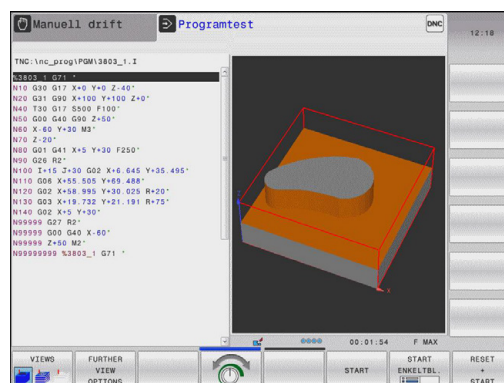 Manuell drift
Programtest
DNC
12:18
TNC:\nc_prog\PGM\3803_1.I
%3803_1 G71 *
N10 G30 G17 X+0 Y+0 Z-40*
N20 G31 G90 X+100 Y+100 Z+0*
N40 T30 G17 S500 F100*
N50 G00 G40 G90 Z+50*
N60 X-60 Y+30 M3*
N70 Z-20*
N80 G01 G41 X+5 Y+30 F250*
N90 G26 R2*
N100 I+15 J+30 G02 X+6.645 Y+35.495*
N110 G06 X+55.505 Y+69.488*
N120 G02 X+58.995 Y+30.025 R+20*
N130 G03 X+19.732 Y+21.191 R+75*
N140 G02 X+5 Y+30*
N99999 G27 R2*
N99999 G00 G40 X-60*
N99999 Z+50 M2*
N99999999 %3803_1 G71 *
Z
X
00:01:54 F MAX
VIEWS
FURTHER
VIEW
OPTIONS
START
START
ENKELTBL.
RESET
+
START